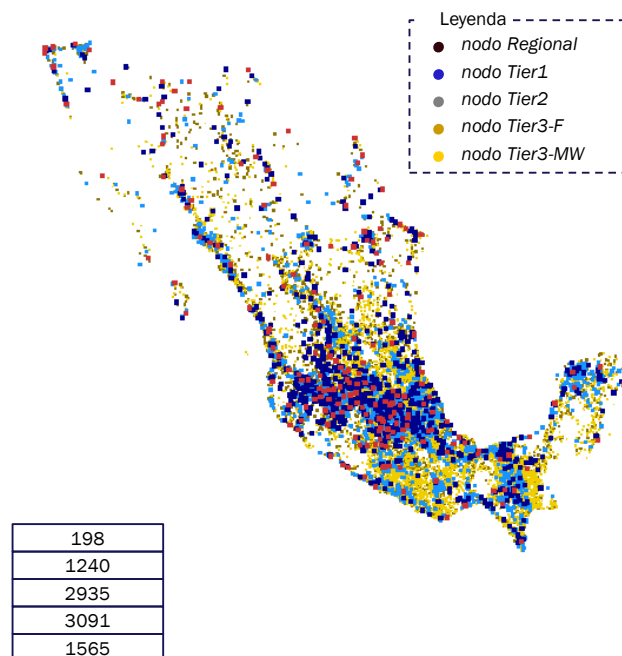 Leyenda
nodo Regional
nodo Tier1
nodo Tier2
nodo Tier3-F
nodo Tier3-MW
198
1240
2935
3091
1565